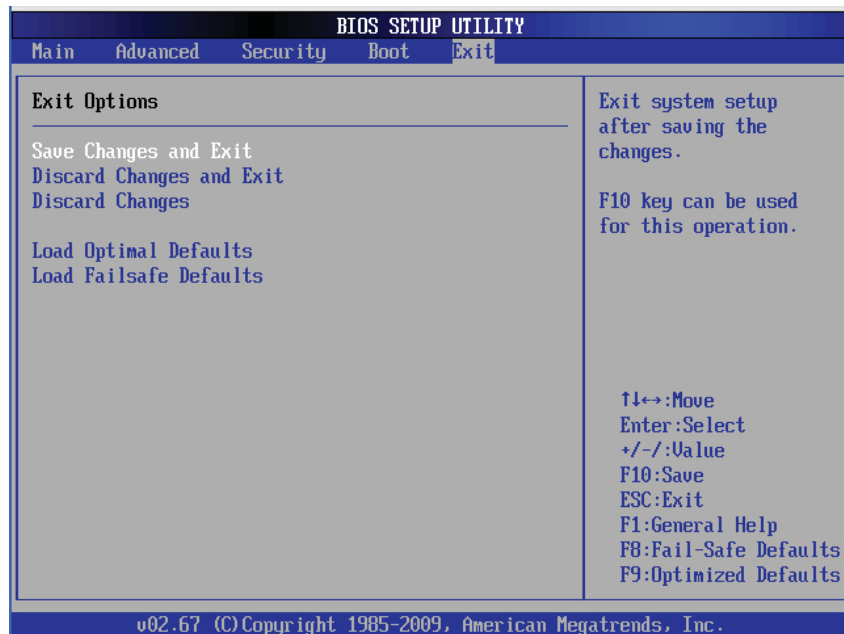 BIOS SETUP UTILITY
Main Advanced Security Boot Exit
Exit Options
Save Changes and Exit
Discard Changes and Exit
Discard Changes
Load Optimal Defaults
Load Failsafe Defaults
Exit system setup
after saving the
changes.
F10 key can be used
for this operation.
↑↓←→:Move
Enter:Select
+/-/:Value
F10:Save
ESC:Exit
F1:General Help
F8:Fail-Safe Defaults
F9:Optimized Defaults
v02.67 (C)Copyright 1985-2009, American Megatrends, Inc.